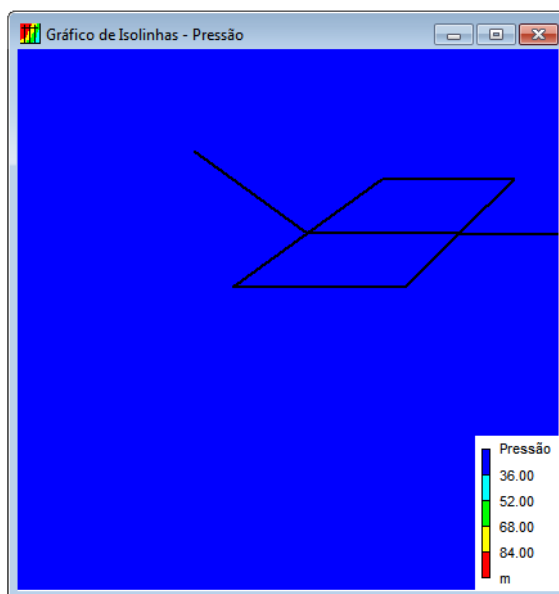 Gráfico de Isolinhas - Pressão
Pressão
36.00
52.00
68.00
84.00
m